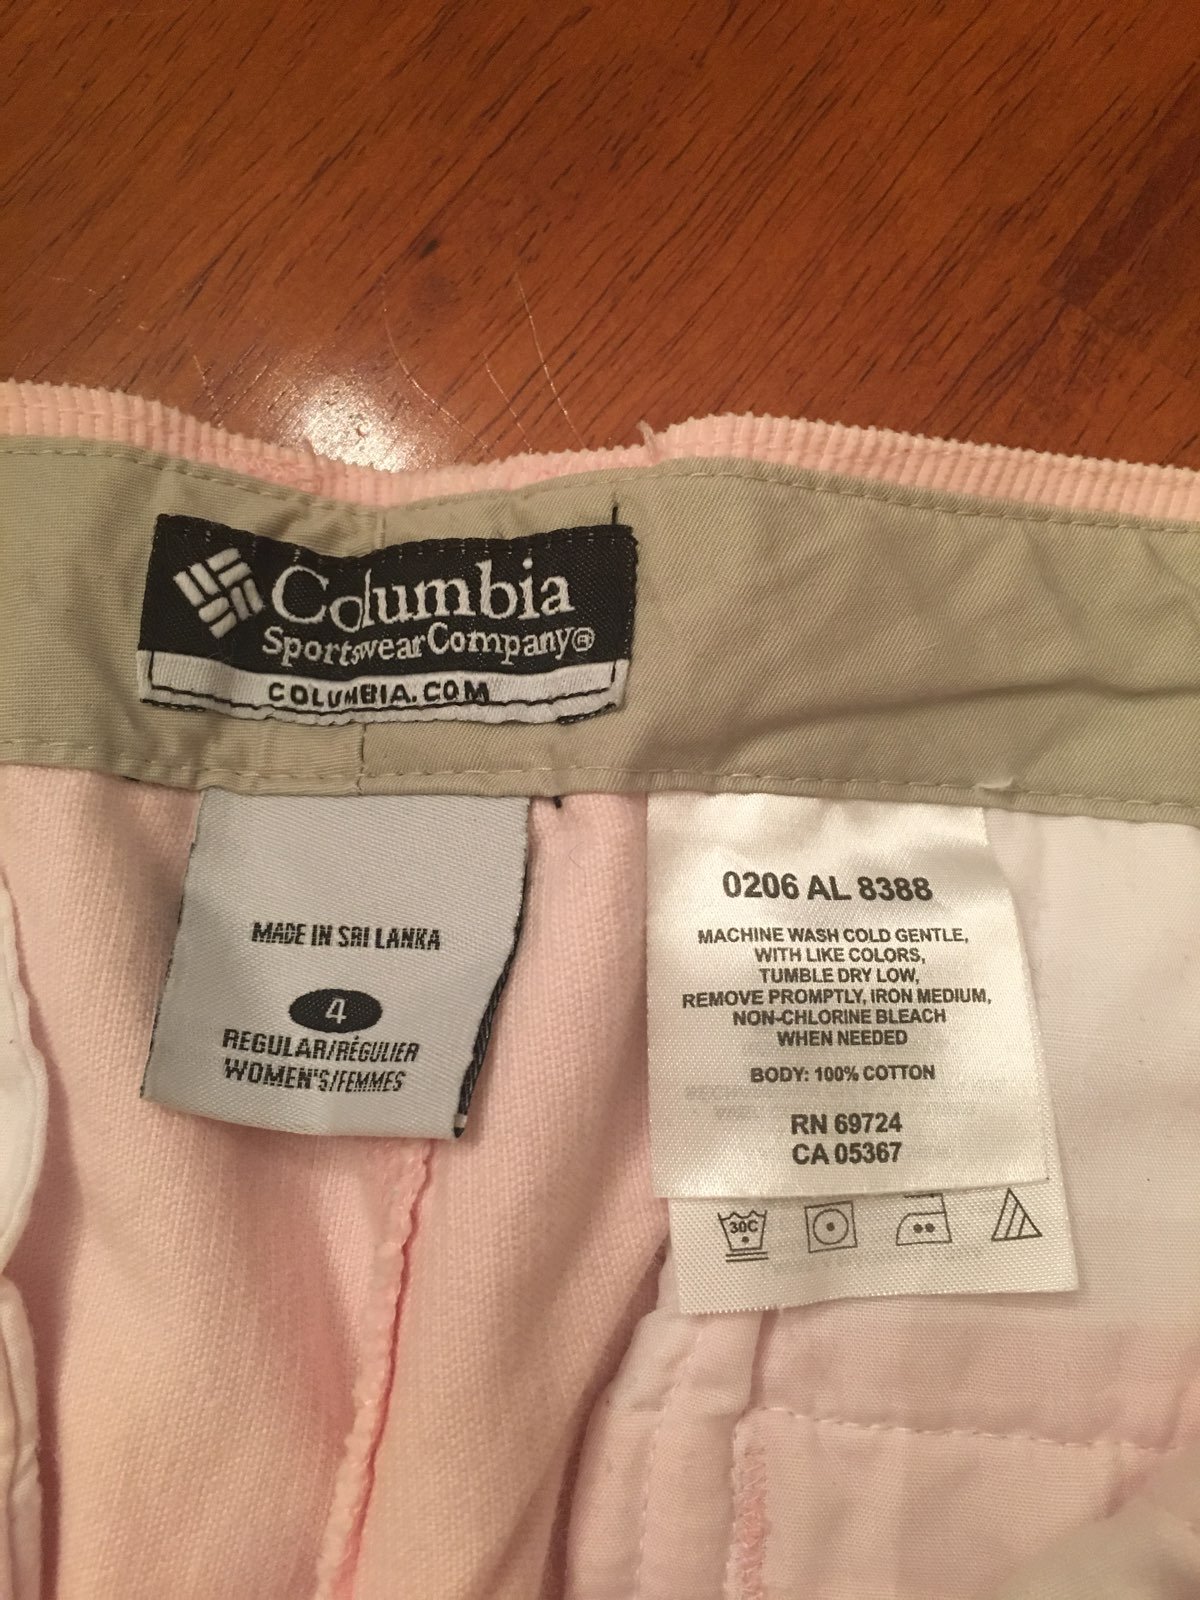 Columbia
Sportswear Company®
COLUMBIA.COM
MADE IN SRI LANKA
4
REGULAR/RÉGULIER
WOMEN'S/FEMMES
0206 AL 8388
MACHINE WASH COLD GENTLE,
WITH LIKE COLORS,
TUMBLE DRY LOW,
REMOVE PROMPTLY, IRON MEDIUM,
NON-CHLORINE BLEACH
WHEN NEEDED
BODY: 100% COTTON
RN 69724
CA 05367
30C